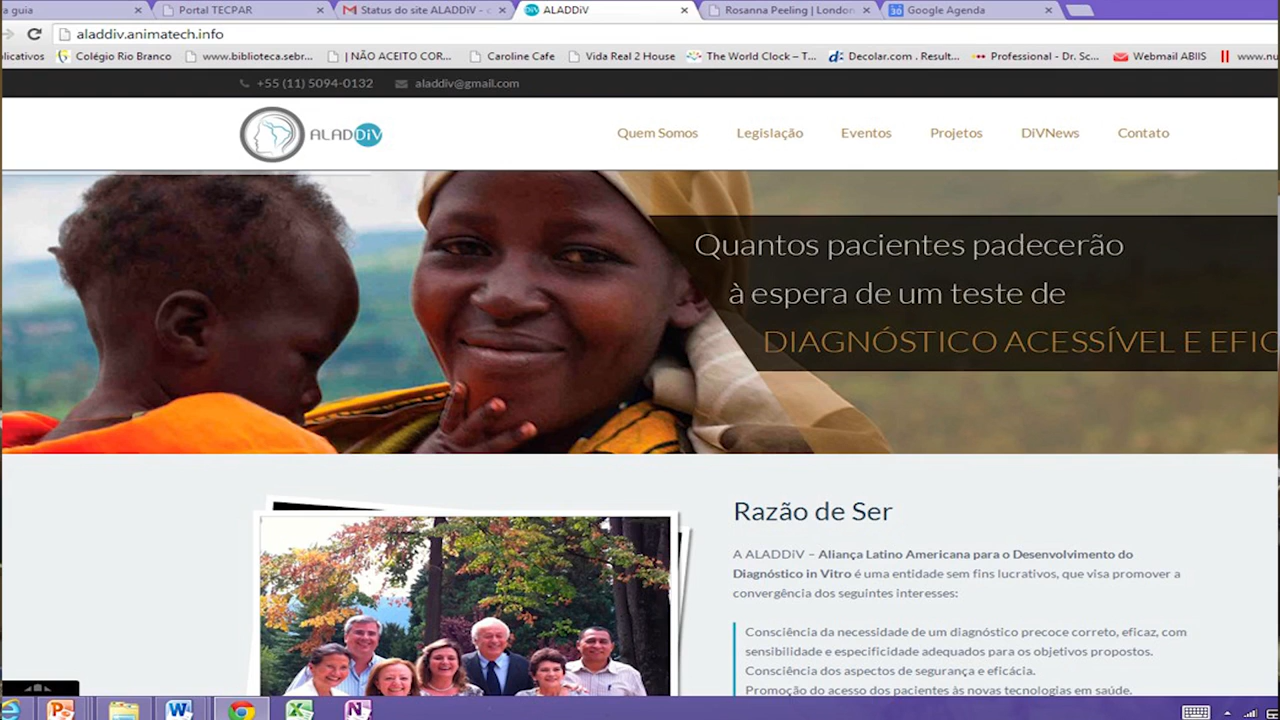 a guia
Portal TECPAR
Status do site ALADDiV -
ALADDiV
Rosanna Peeling | London
Google Agenda
aladdiv.animatech.info
licativos
Colégio Rio Branco
www.biblioteca.sebr...
| NÃO ACEITO COR...
Caroline Cafe
Vida Real 2 House
The World Clock – T...
Decolar.com . Result...
Professional - Dr. Sc...
Webmail ABIIS
www.nu
+55 (11) 5094-0132
aladdiv@gmail.com
ALADDiV
Quem Somos
Legislação
Eventos
Projetos
DiVNews
Contato
Quantos pacientes padecerão
à espera de um teste de
DIAGNÓSTICO ACESSÍVEL E EFIC
Razão de Ser
A ALADDiV – Aliança Latino Americana para o Desenvolvimento do
Diagnóstico in Vitro é uma entidade sem fins lucrativos, que visa promover a
convergência dos seguintes interesses:
Consciência da necessidade de um diagnóstico precoce correto, eficaz, com
sensibilidade e especificidade adequados para os objetivos propostos.
Consciência dos aspectos de segurança e eficácia.
Promoção do acesso dos pacientes às novas tecnologias em saúde.